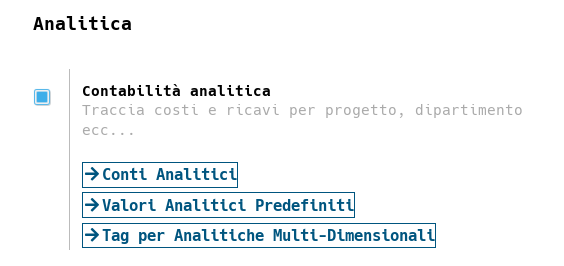 Analitica
Contabilità analitica
Traccia costi e ricavi per progetto, dipartimento
ecc...
Conti Analitici
Valori Analitici Predefiniti
Tag per Analitiche Multi-Dimensionali